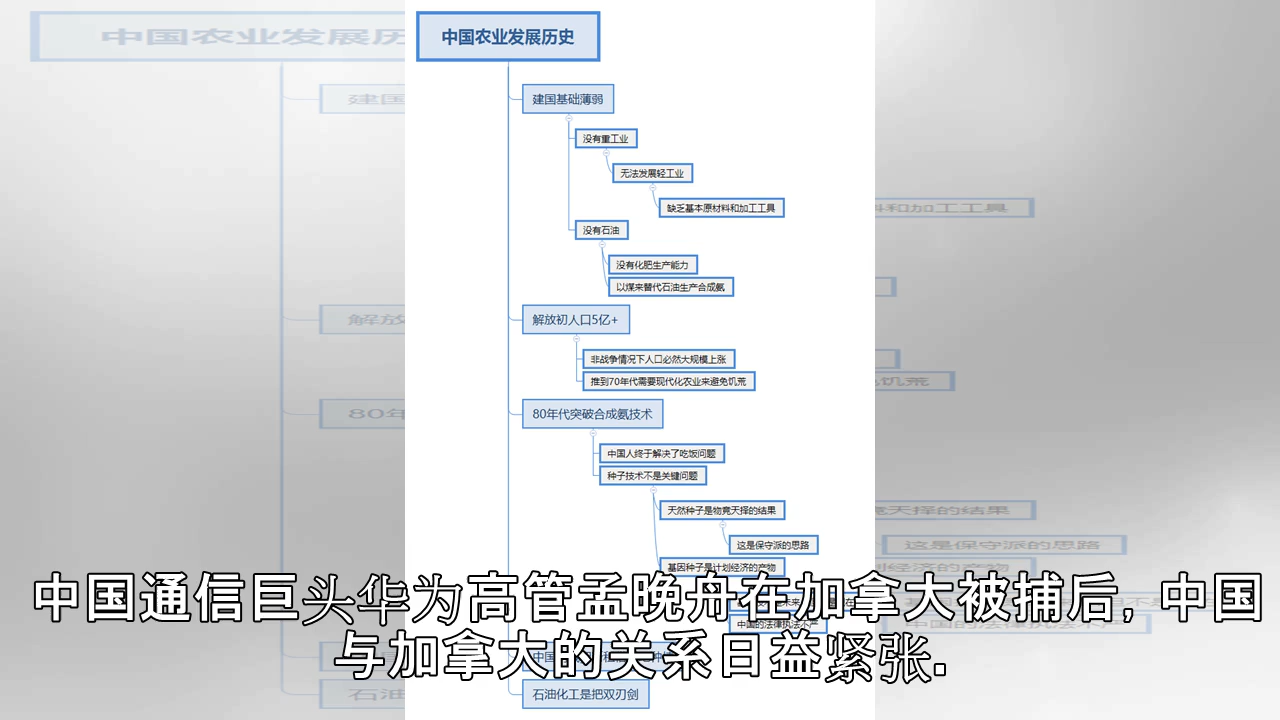 中国农业发展历史
建国基础薄弱
没有重工业
无法发展轻工业
缺乏基本原材料和加工工具
没有石油
没有化肥生产能力
以煤来替代石油生产合成氨
解放初人口5亿+
非战争情况下人口必然大规模上涨
推到70年代需要现代化农业来避免饥荒
80年代突破合成氨技术
中国人终于解决了吃饭问题
种子技术不是关键问题
天然种子是物竞天择的结果
这是保守派的思路
基因种子是计划经济的产物
中国的法律执法不严
中国通信巨头华为高管孟晚舟在加拿大被捕后, 中国
与加拿大的关系日益紧张.
石油化工是把双刃剑